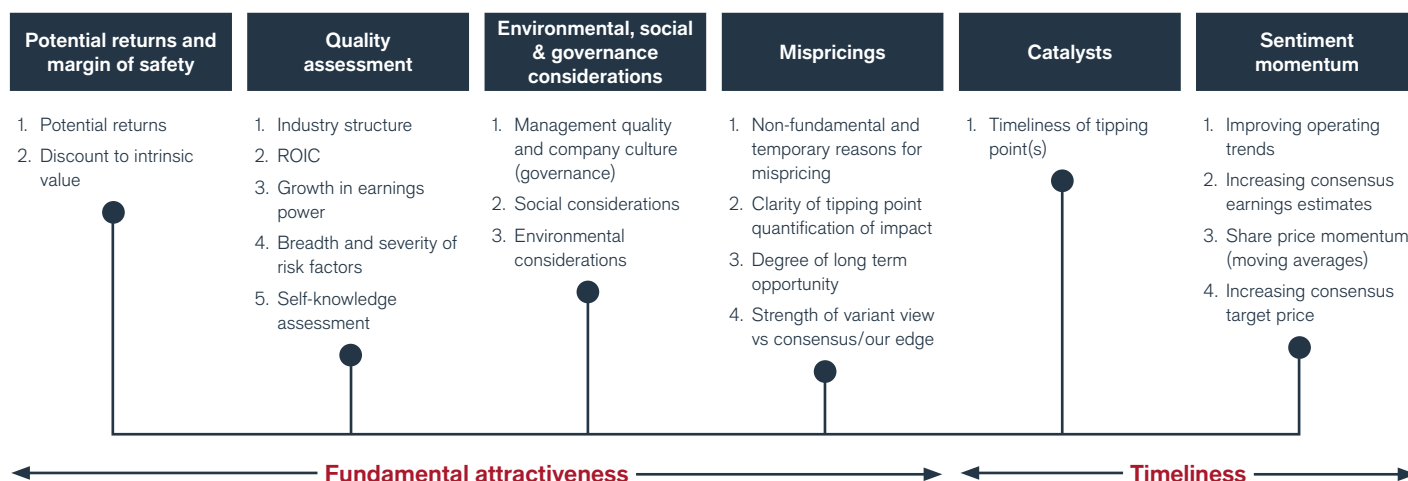 Potential returns and
margin of safety
1. Potential returns
2. Discount to intrinsic
value
Quality
assessment
1. Industry structure
2. ROIC
3. Growth in earnings
power
4. Breadth and severity of
risk factors
5. Self-knowledge
assessment
Environmental, social
& governance
considerations
1. Management quality
and company culture
(governance)
2. Social considerations
3. Environmental
considerations
Mispricings
1. Non-fundamental and
temporary reasons for
mispricing
2. Clarity of tipping point
quantification of impact
3. Degree of long term
opportunity
4. Strength of variant view
vs consensus/our edge
Catalysts
1. Timeliness of tipping
point(s)
Sentiment
momentum
1. Improving operating
trends
2. Increasing consensus
earnings estimates
3. Share price momentum
(moving averages)
4. Increasing consensus
target price
Fundamental attractiveness
Timeliness